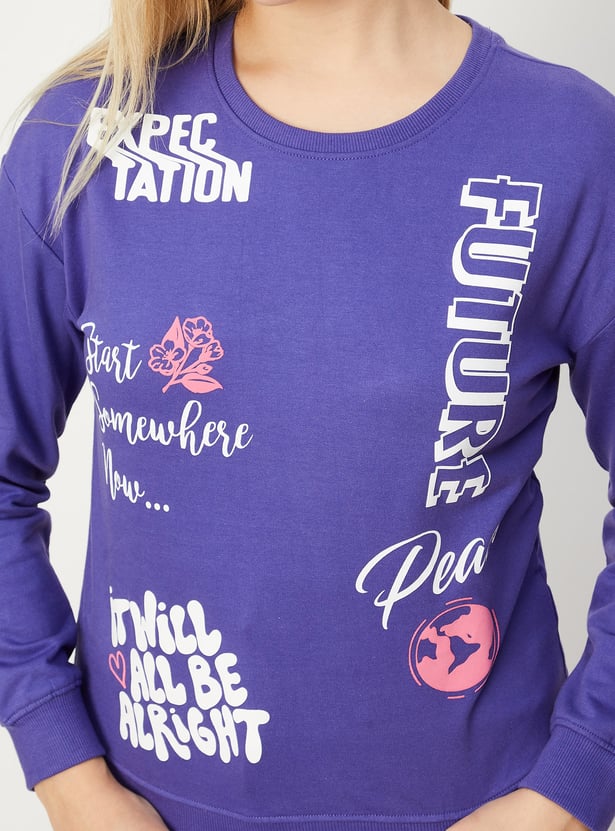 EXPEC
TATION
FUTURE
Start
Somewhere
Now...
Pea
iT WiLL
ALL BE
ALRiGHT